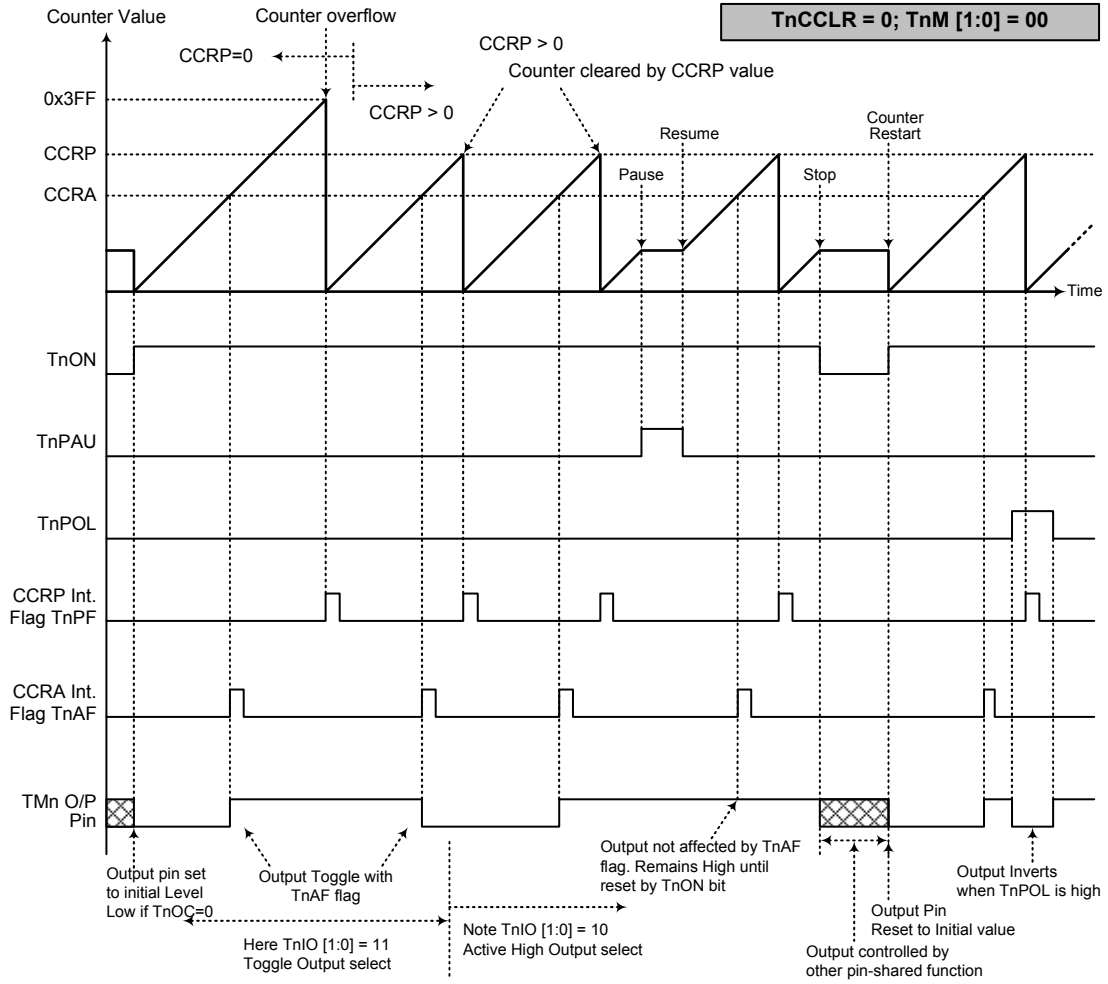 Counter Value
Counter overflow
TnCCLR = 0; TnM [1:0] = 00
CCRP=0
CCRP > 0
CCRP > 0
Counter cleared by CCRP value
0x3FF
CCRP
CCRA
Pause
Resume
Stop
Counter
Restart
Time
TnON
TnPAU
TnPOL
CCRP Int.
Flag TnPF
CCRA Int.
Flag TnAF
TMn O/P
Pin
Output pin set
to initial Level
Low if TnOC=0
Output Toggle with
TnAF flag
Here TnIO [1:0] = 11
Toggle Output select
Note TnIO [1:0] = 10
Active High Output select
Output not affected by TnAF
flag. Remains High until
reset by TnON bit
Output controlled by
other pin-shared function
Output Pin
Reset to Initial value
Output Inverts
when TnPOL is high